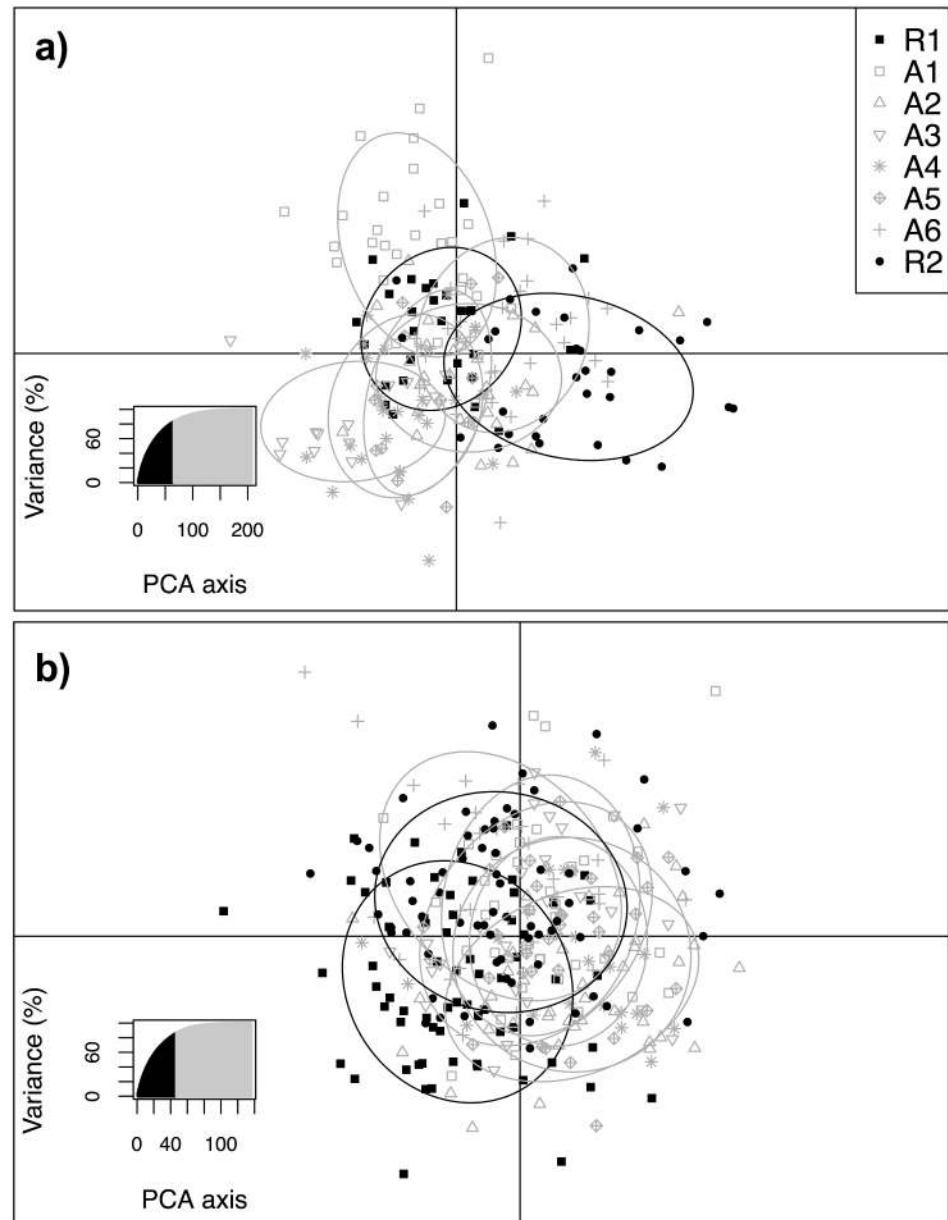 a)
R1
A1
A2
A3
A4
A5
A6
R2
Variance (%)
60
0
0 100 200
PCA axis
b)
Variance (%)
60
0
0 40 100
PCA axis